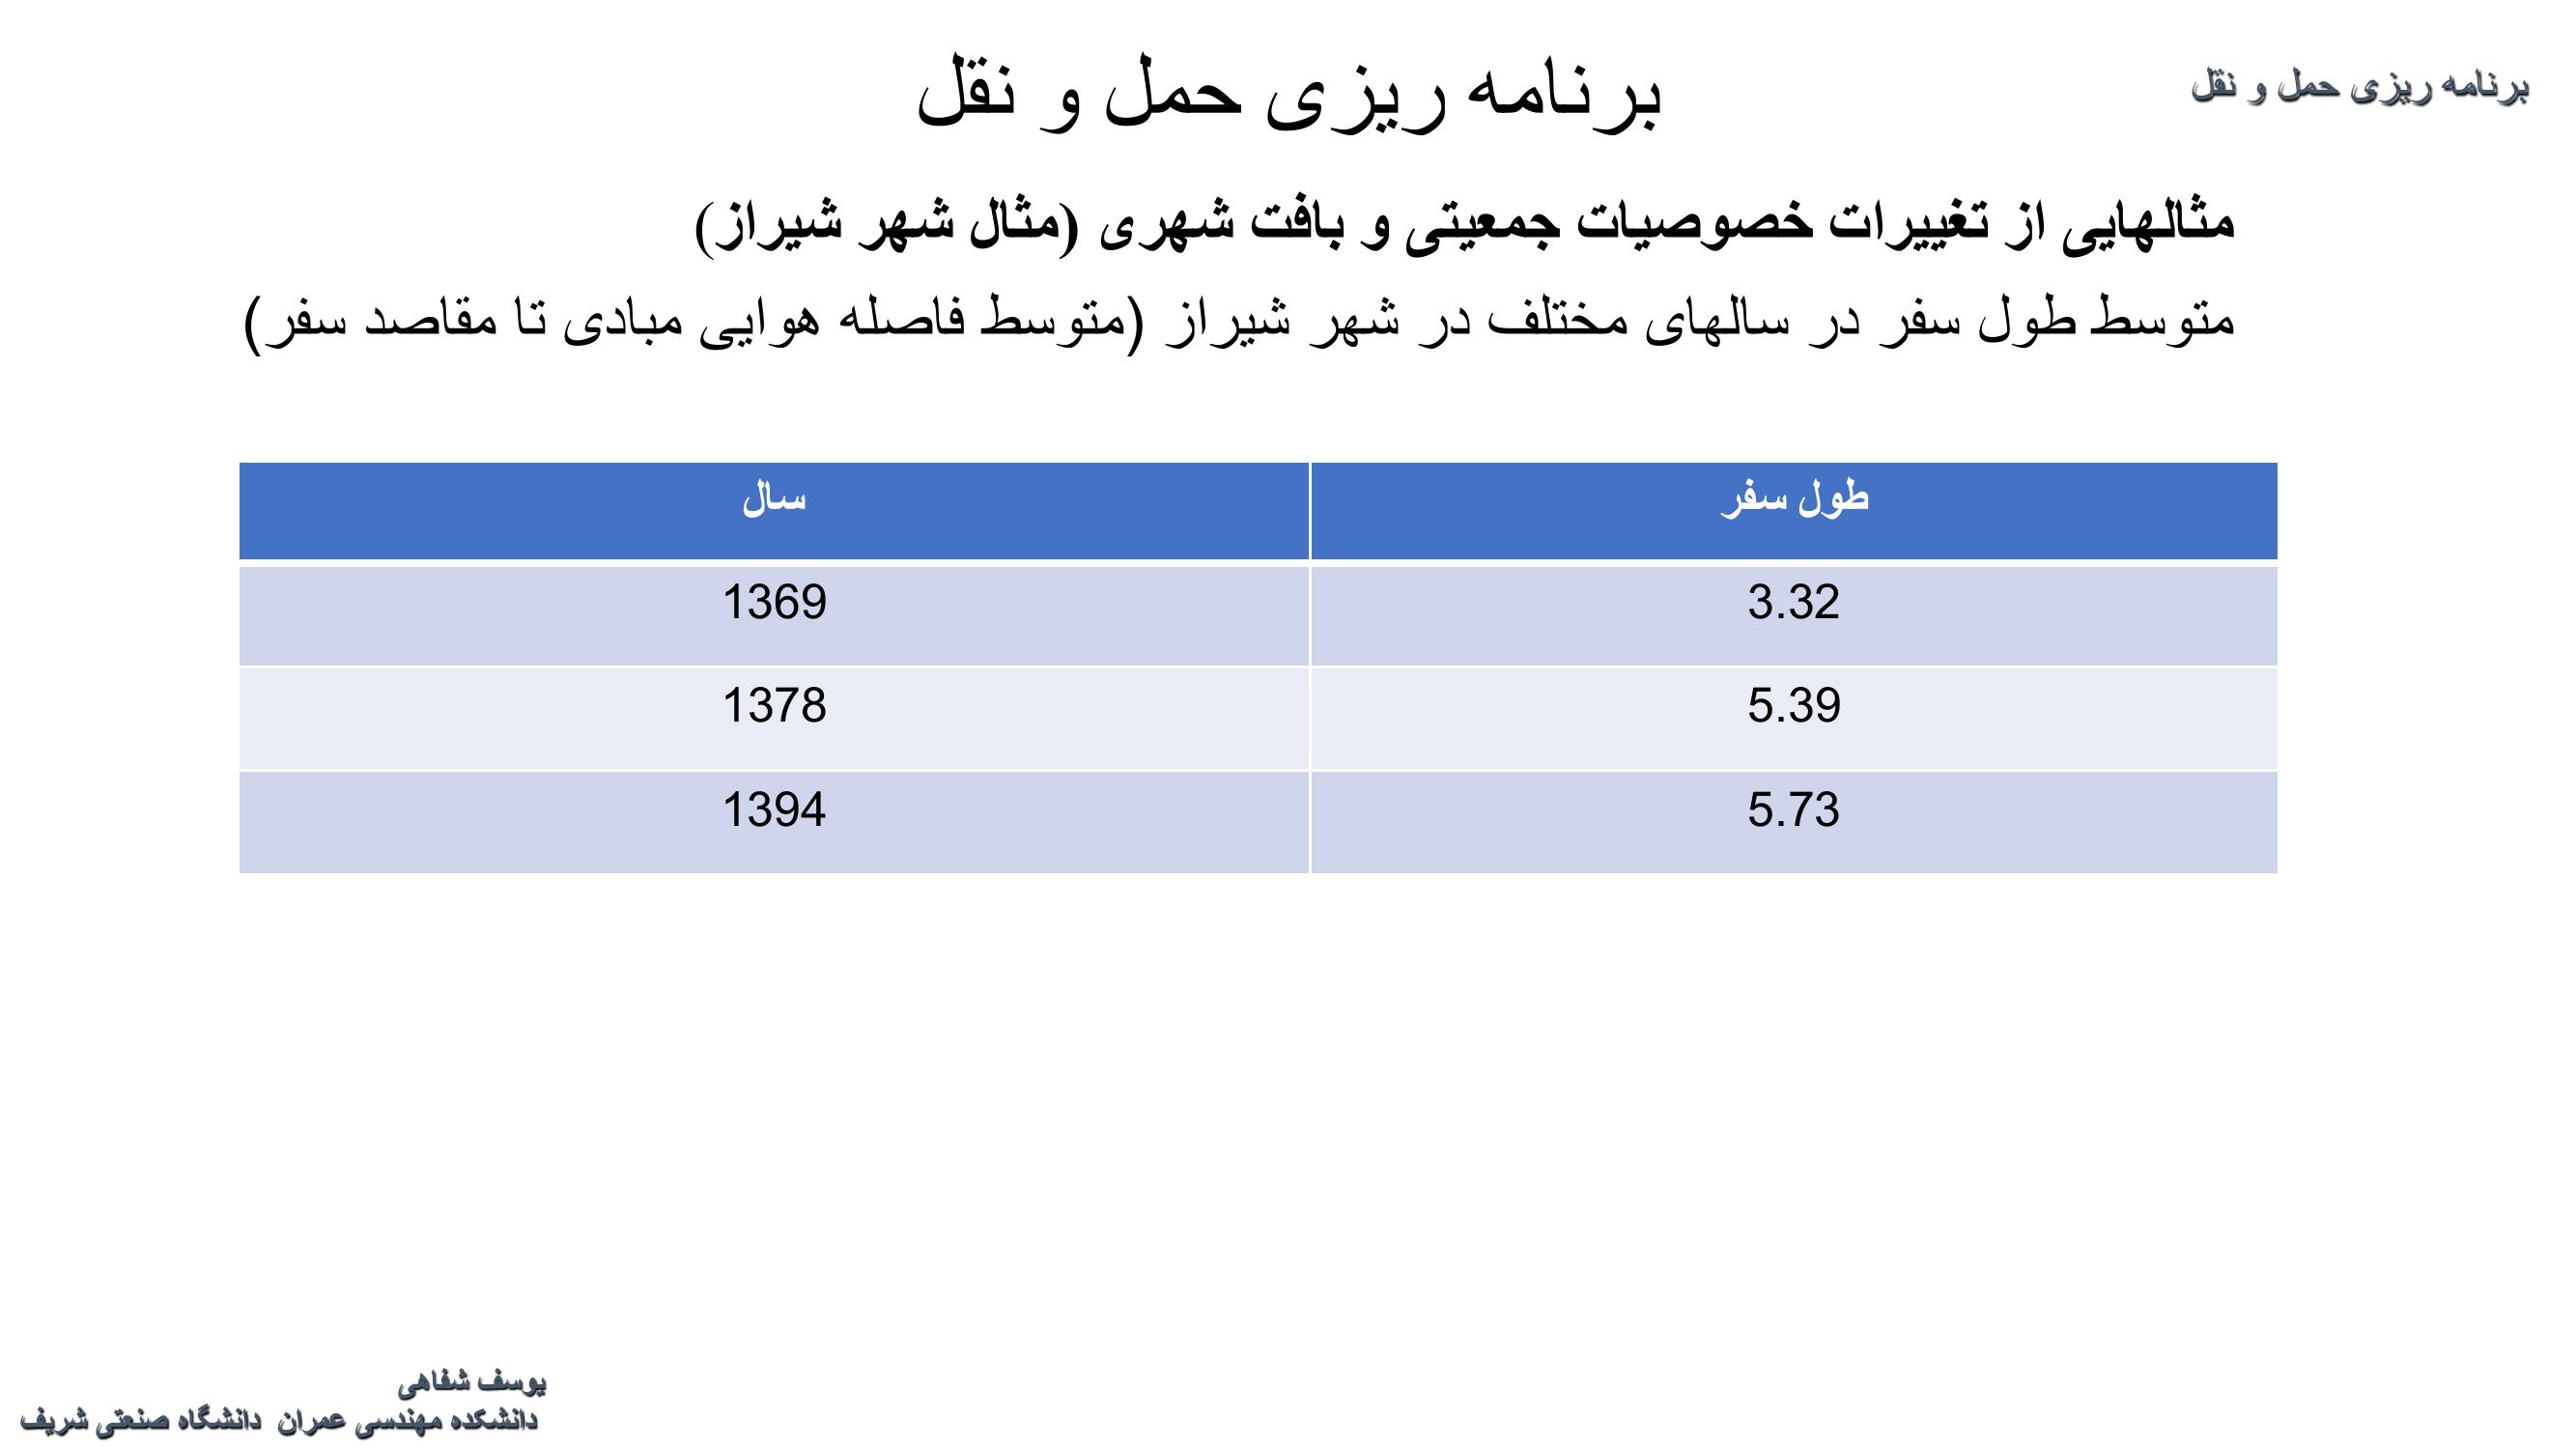 برنامه ریزی حمل و نقل
برنامه ریزی حمل و نقل
مثالهایی از تغییرات خصوصیات جمعیتی و بافت شهری (مثال شهر شیراز)
متوسط طول سفر در سالهای مختلف در شهر شیراز (متوسط فاصله هوایی مبادی تا مقاصد سفر)
طول سفر سال
3.32 1369
5.39 1378
5.73 1394
یوسف شفاهی
دانشکده مهندسی عمران دانشگاه صنعتی شریف